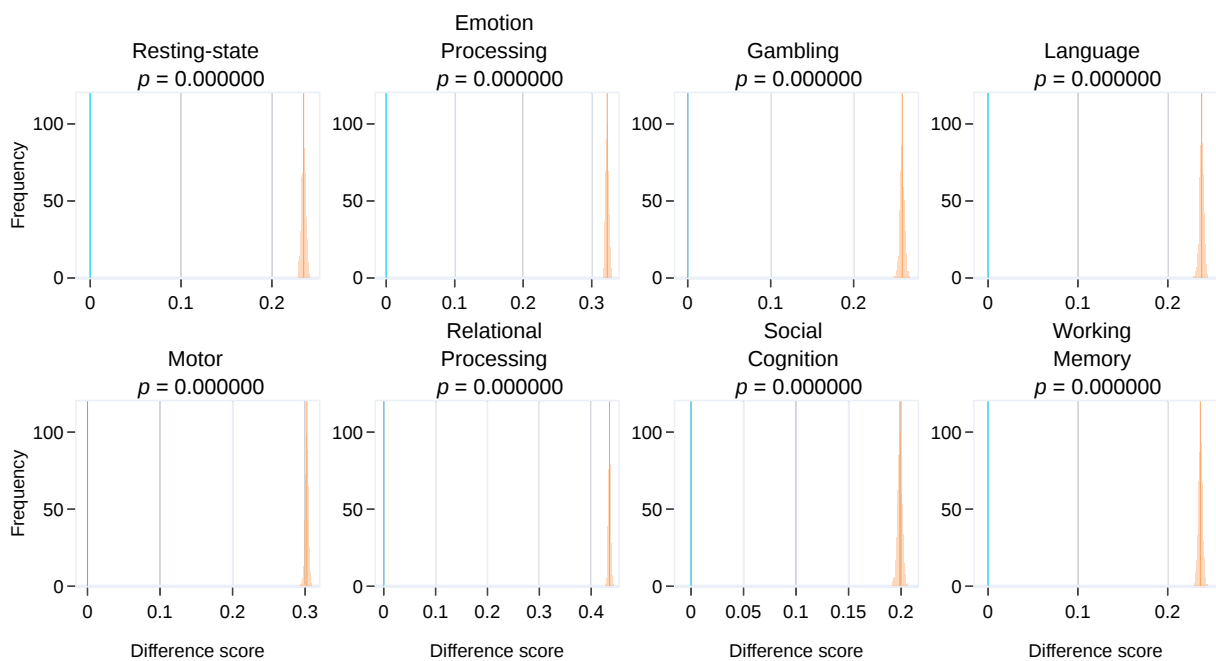 Resting-state
p = 0.000000
Emotion
Processing
p = 0.000000
Gambling
p = 0.000000
Language
p = 0.000000
Frequency
100
50
0
0 0.1 0.2
100
50
0
0 0.1 0.2 0.3
100
50
0
0 0.1 0.2
100
50
0
0 0.1 0.2
Motor
p = 0.000000
Relational
Processing
p = 0.000000
Social
Cognition
p = 0.000000
Working
Memory
p = 0.000000
Frequency
100
50
0
0 0.1 0.2 0.3
Difference score
100
50
0
0 0.1 0.2 0.3 0.4
Difference score
100
50
0
0 0.05 0.1 0.15 0.2
Difference score
100
50
0
0 0.1 0.2
Difference score